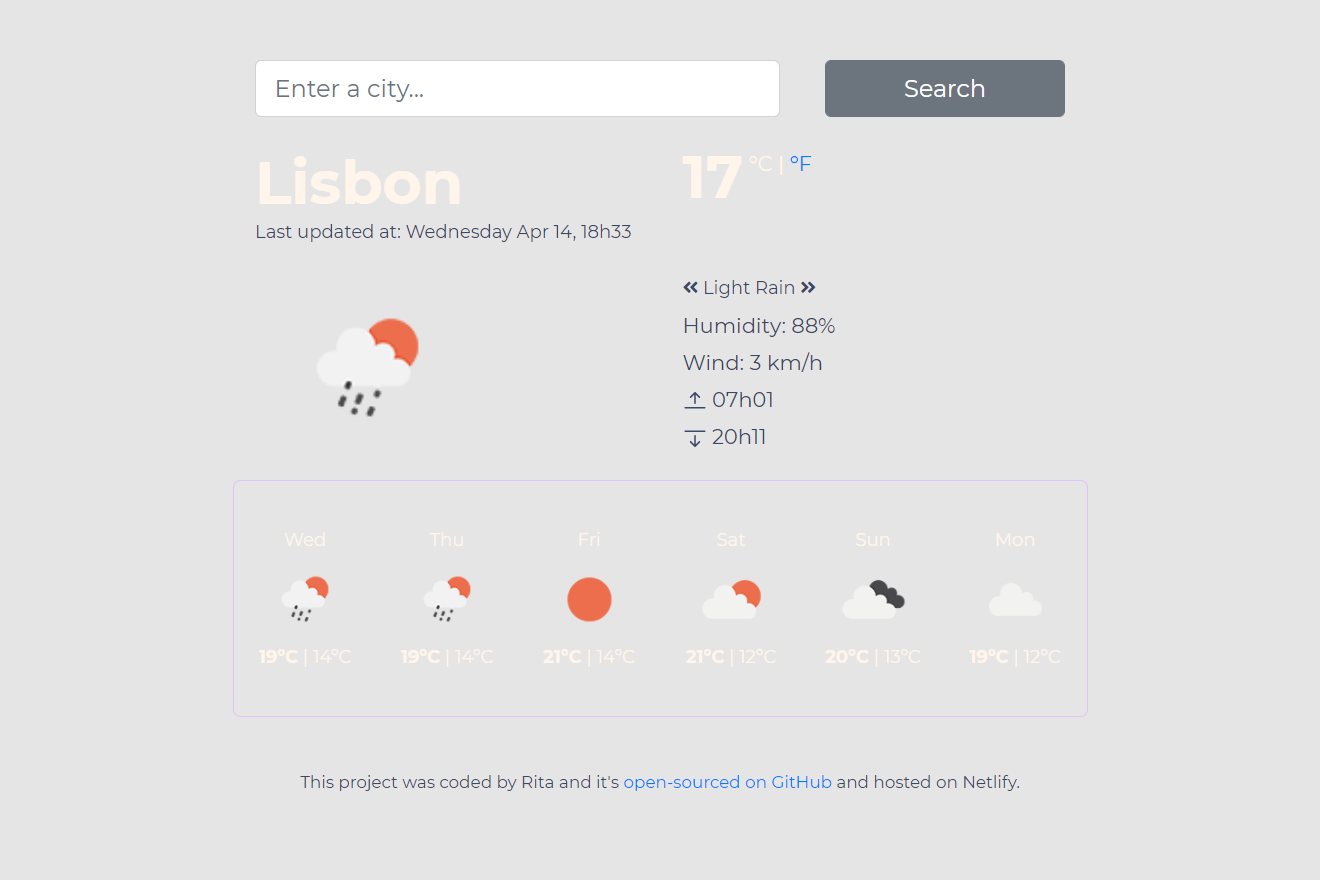 Enter a city...
Search
Lisbon
17 °C | °F
Last updated at: Wednesday Apr 14, 18h33
Light Rain
Humidity: 88%
Wind: 3 km/h
07h01
20h11
Wed Thu Fri Sat Sun Mon
19°C | 14°C 19°C | 14°C 21°C | 14°C 21°C | 12°C 20°C | 13°C 19°C | 12°C
This project was coded by Rita and it's open-sourced on GitHub and hosted on Netlify.